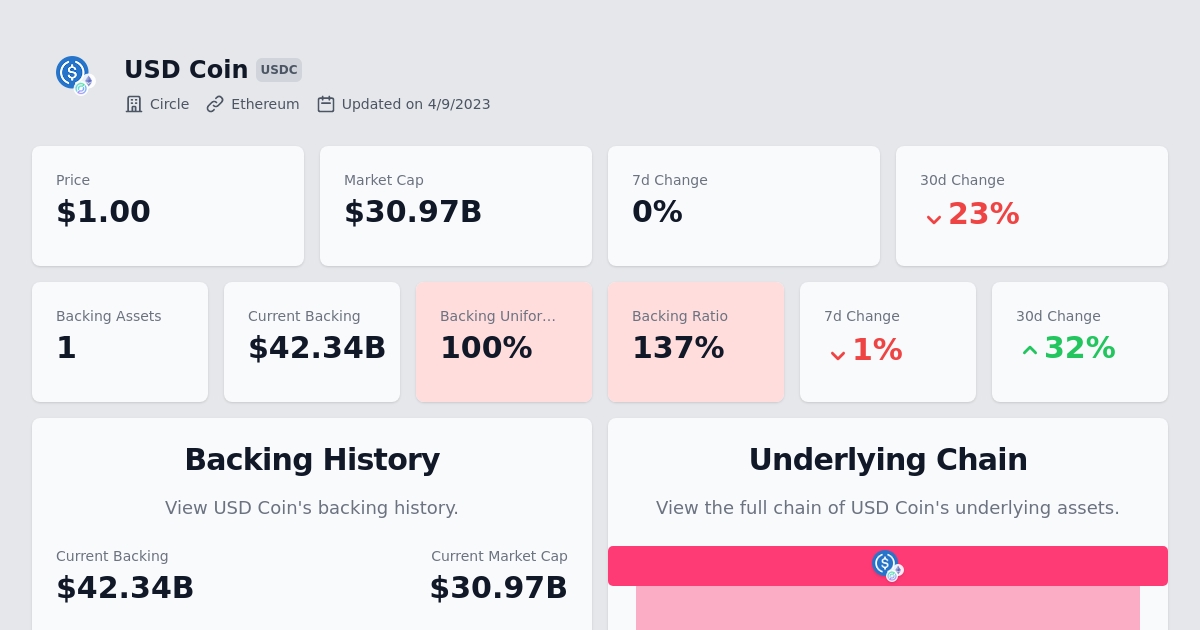 USD Coin USDC
Circle Ethereum Updated on 4/9/2023
Price Market Cap 7d Change 30d Change
$1.00 $30.97B 0% 23%
Backing Assets Current Backing Backing Unifor... Backing Ratio 7d Change 30d Change
1 $42.34B 100% 137% 1% 32%
Backing History Underlying Chain
View USD Coin's backing history. View the full chain of USD Coin's underlying assets.
Current Backing Current Market Cap
$42.34B $30.97B